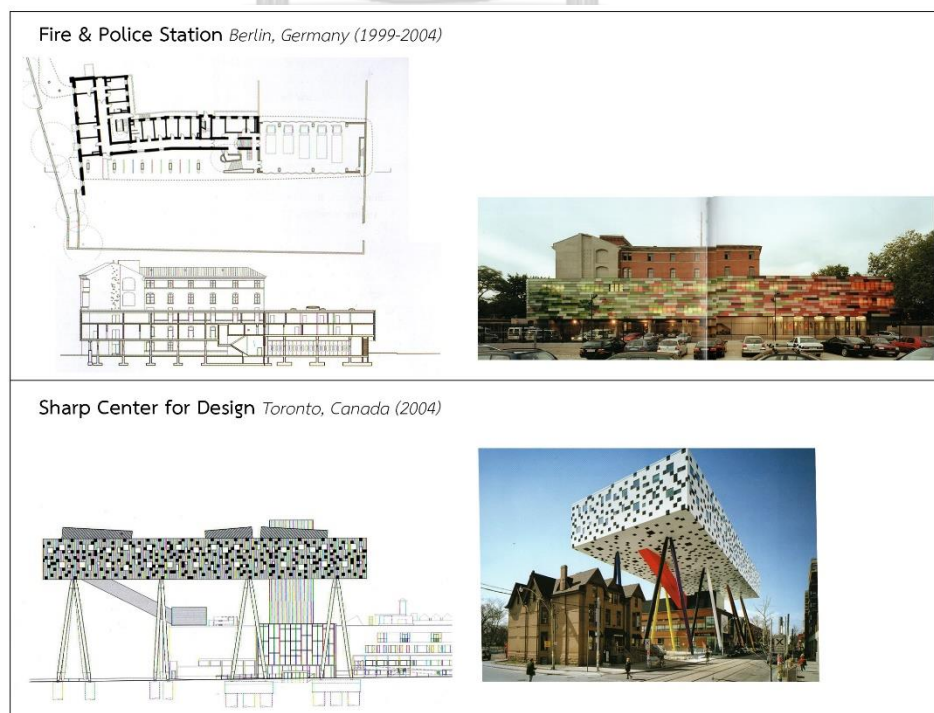 Fire & Police Station Berlin, Germany (1999-2004)
Sharp Center for Design Toronto, Canada (2004)